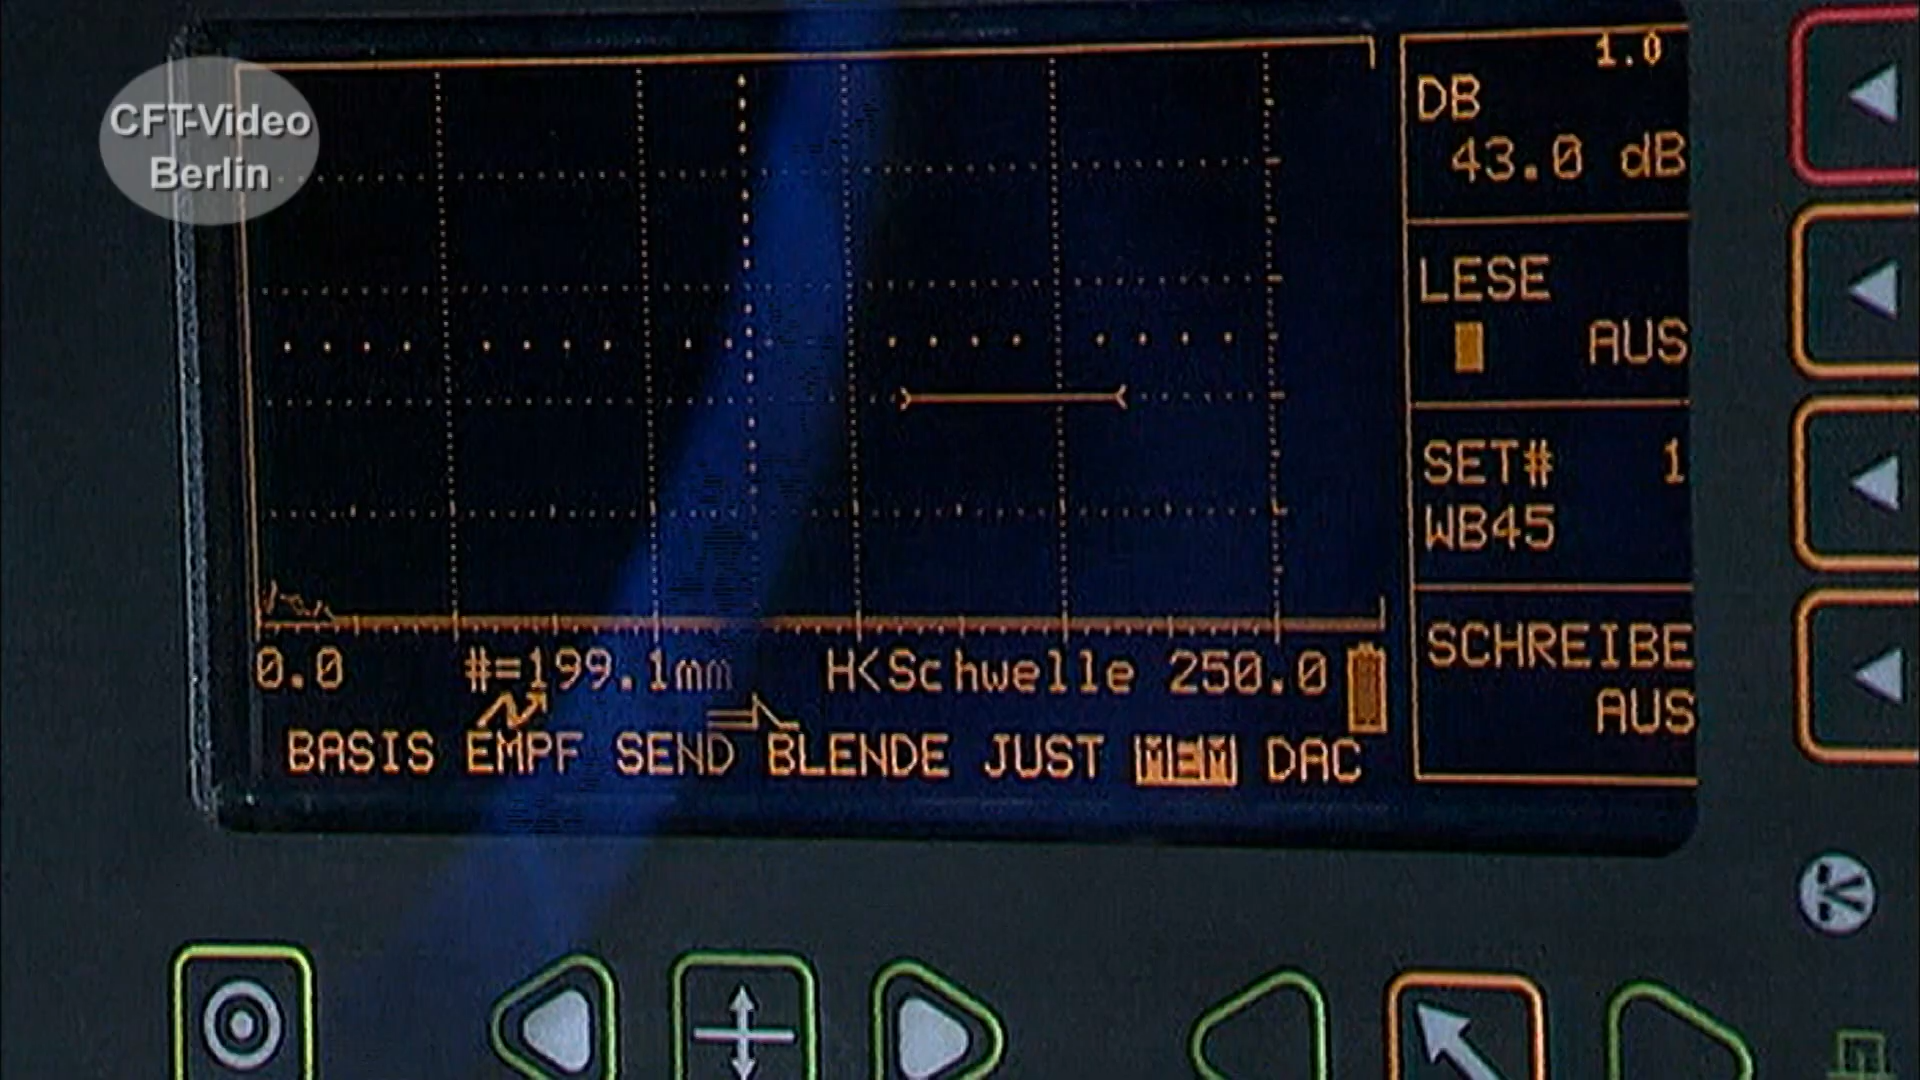 CFT-Video
Berlin
1.0
DB
43.0 dB
LESE
AUS
SET# 1
WB45
SCHREIBE
AUS
0.0 #=199.1mm H<Schwelle 250.0
BASIS EMPF SEND BLENDE JUST MEM DAC